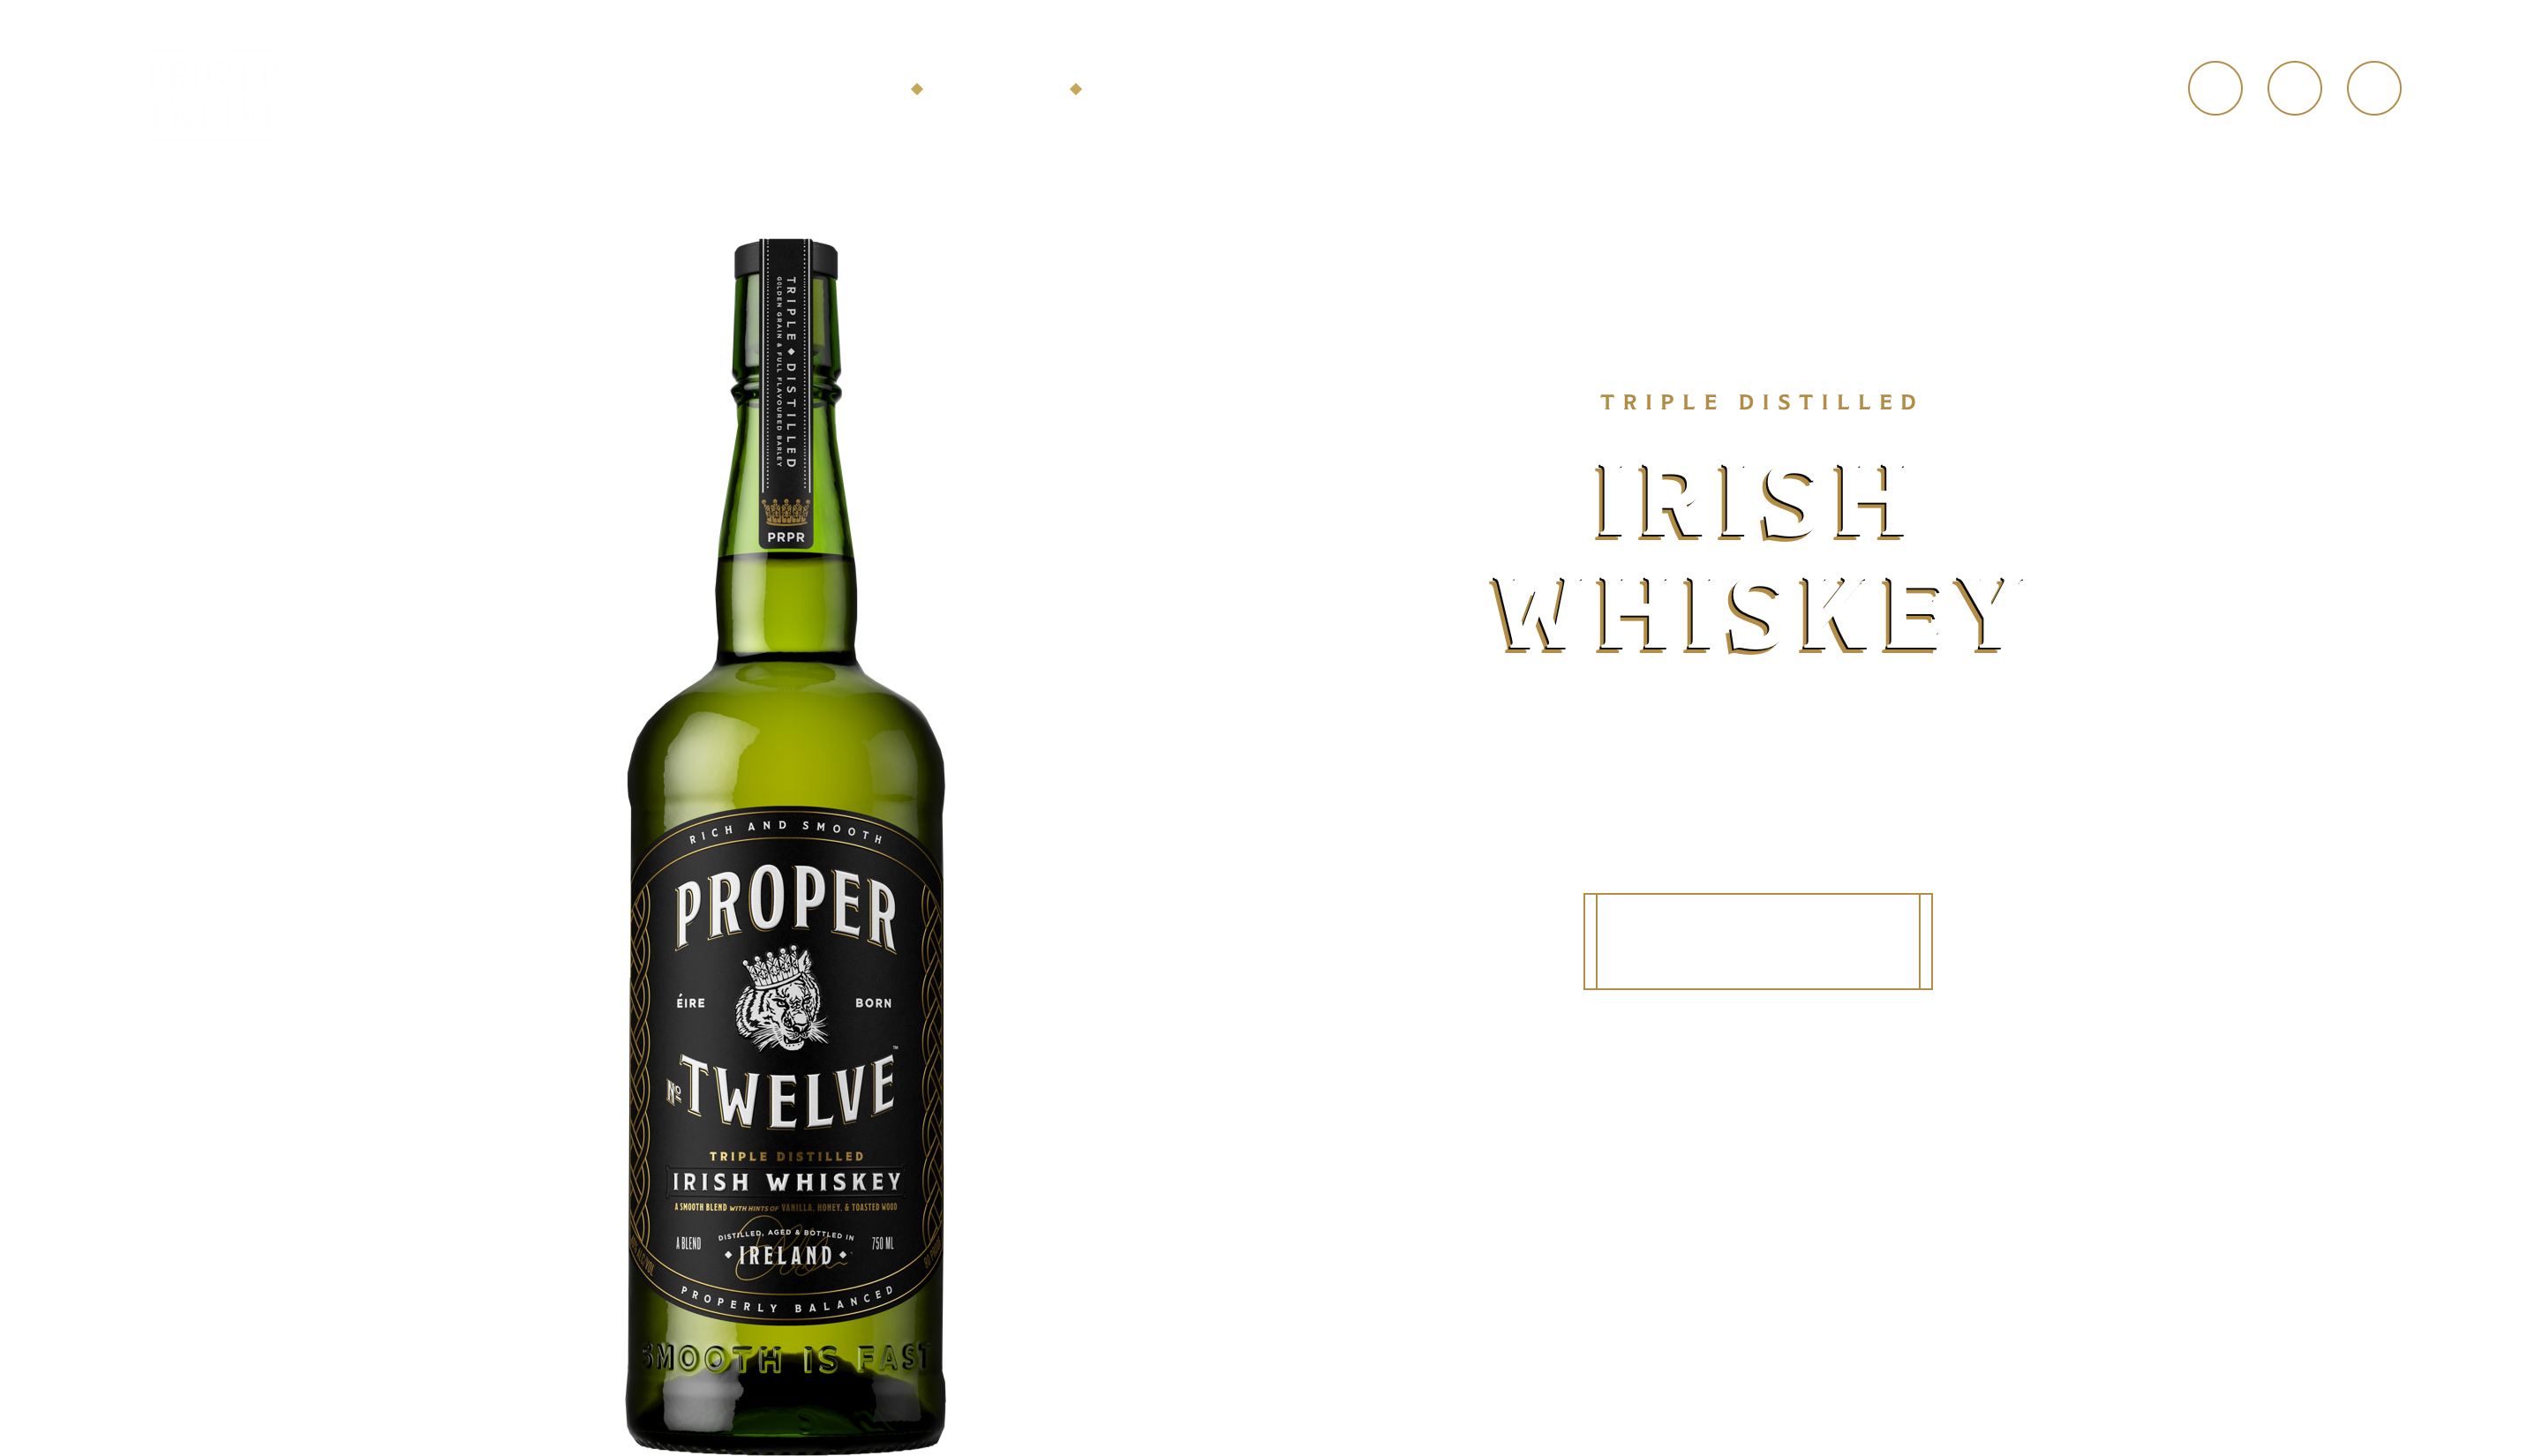 TRIPLE ◆ DISTILLED
GOLDEN GRAIN & FULL FLAVOURED BARLEY
PRPR
RICH AND SMOOTH
PROPER
ÉIRE BORN
Nº TWELVE™
TRIPLE DISTILLED
IRISH WHISKEY
A SMOOTH BLEND WITH HINTS OF VANILLA, HONEY, & TOASTED WOOD
DISTILLED, AGED & BOTTLED IN
A BLEND ◆ IRELAND ◆ 750 ML
PROPERLY BALANCED
SMOOTH IS FAST
TRIPLE DISTILLED
IRISH
WHISKEY